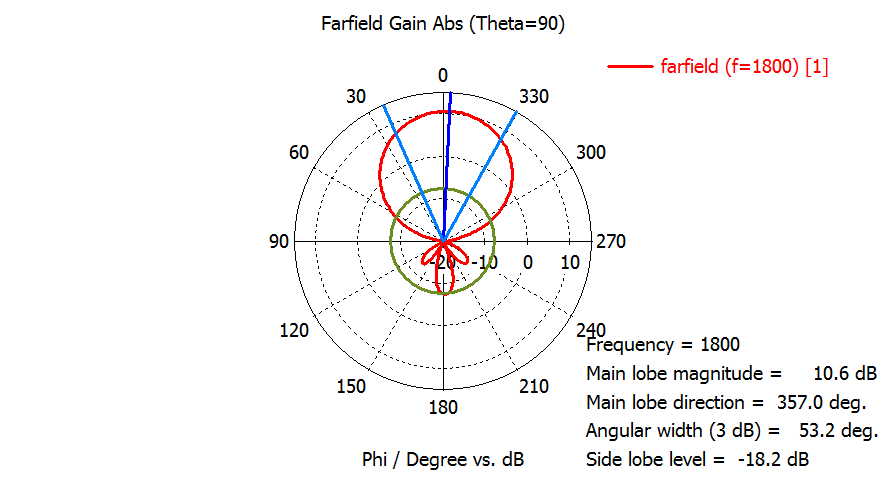 Farfield Gain Abs (Theta=90)
farfield (f=1800) [1]
0
30
330
60
300
90
270
-20
-10
0
10
120
240
150
210
180
Frequency = 1800
Main lobe magnitude = 10.6 dB
Main lobe direction = 357.0 deg.
Angular width (3 dB) = 53.2 deg.
Side lobe level = -18.2 dB
Phi / Degree vs. dB